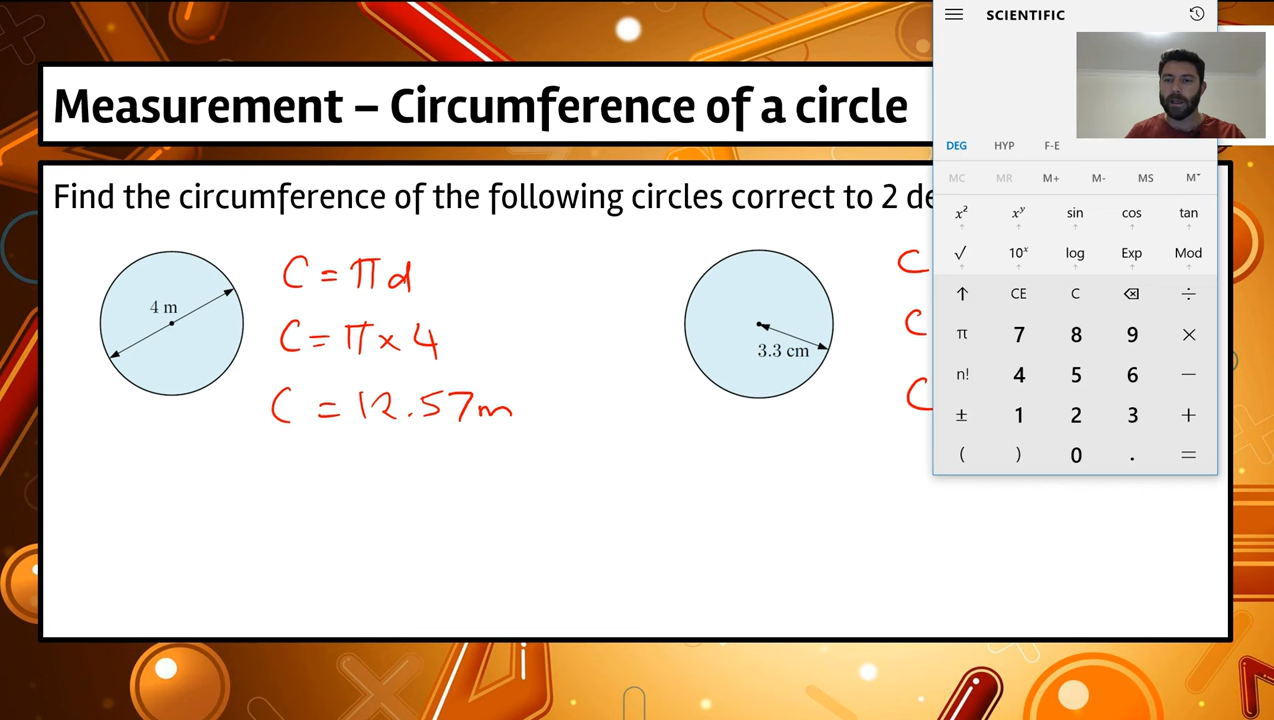 Measurement – Circumference of a circle
Find the circumference of the following circles correct to 2 de
4 m
C = π d
C = π × 4
C = 12.57m
3.3 cm
C
C
C
SCIENTIFIC
DEG HYP F-E
MC MR M+ M- MS M˅
x² xʸ sin cos tan
√ 10ˣ log Exp Mod
↑ CE C ⌫ ÷
π 7 8 9 ×
n! 4 5 6 −
± 1 2 3 +
( ) 0 . =